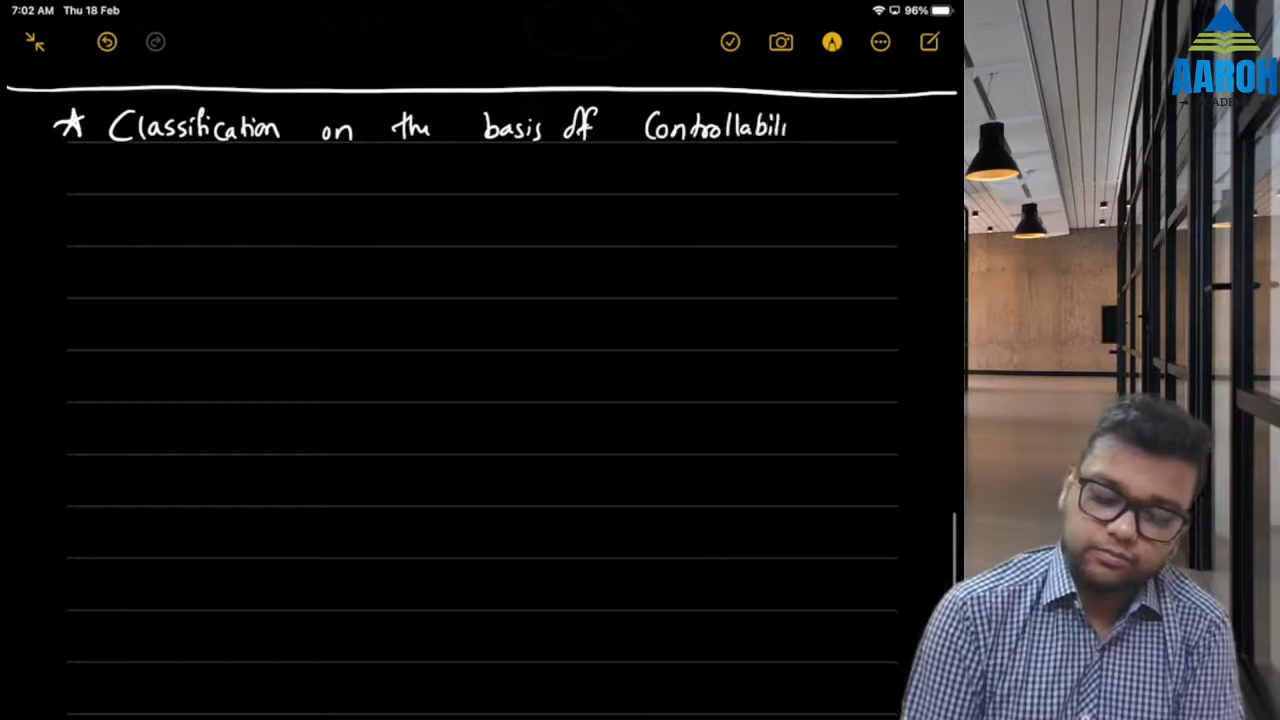 7:02 AM Thu 18 Feb
96%
★ Classification on the basis of Controllabili
AAROH